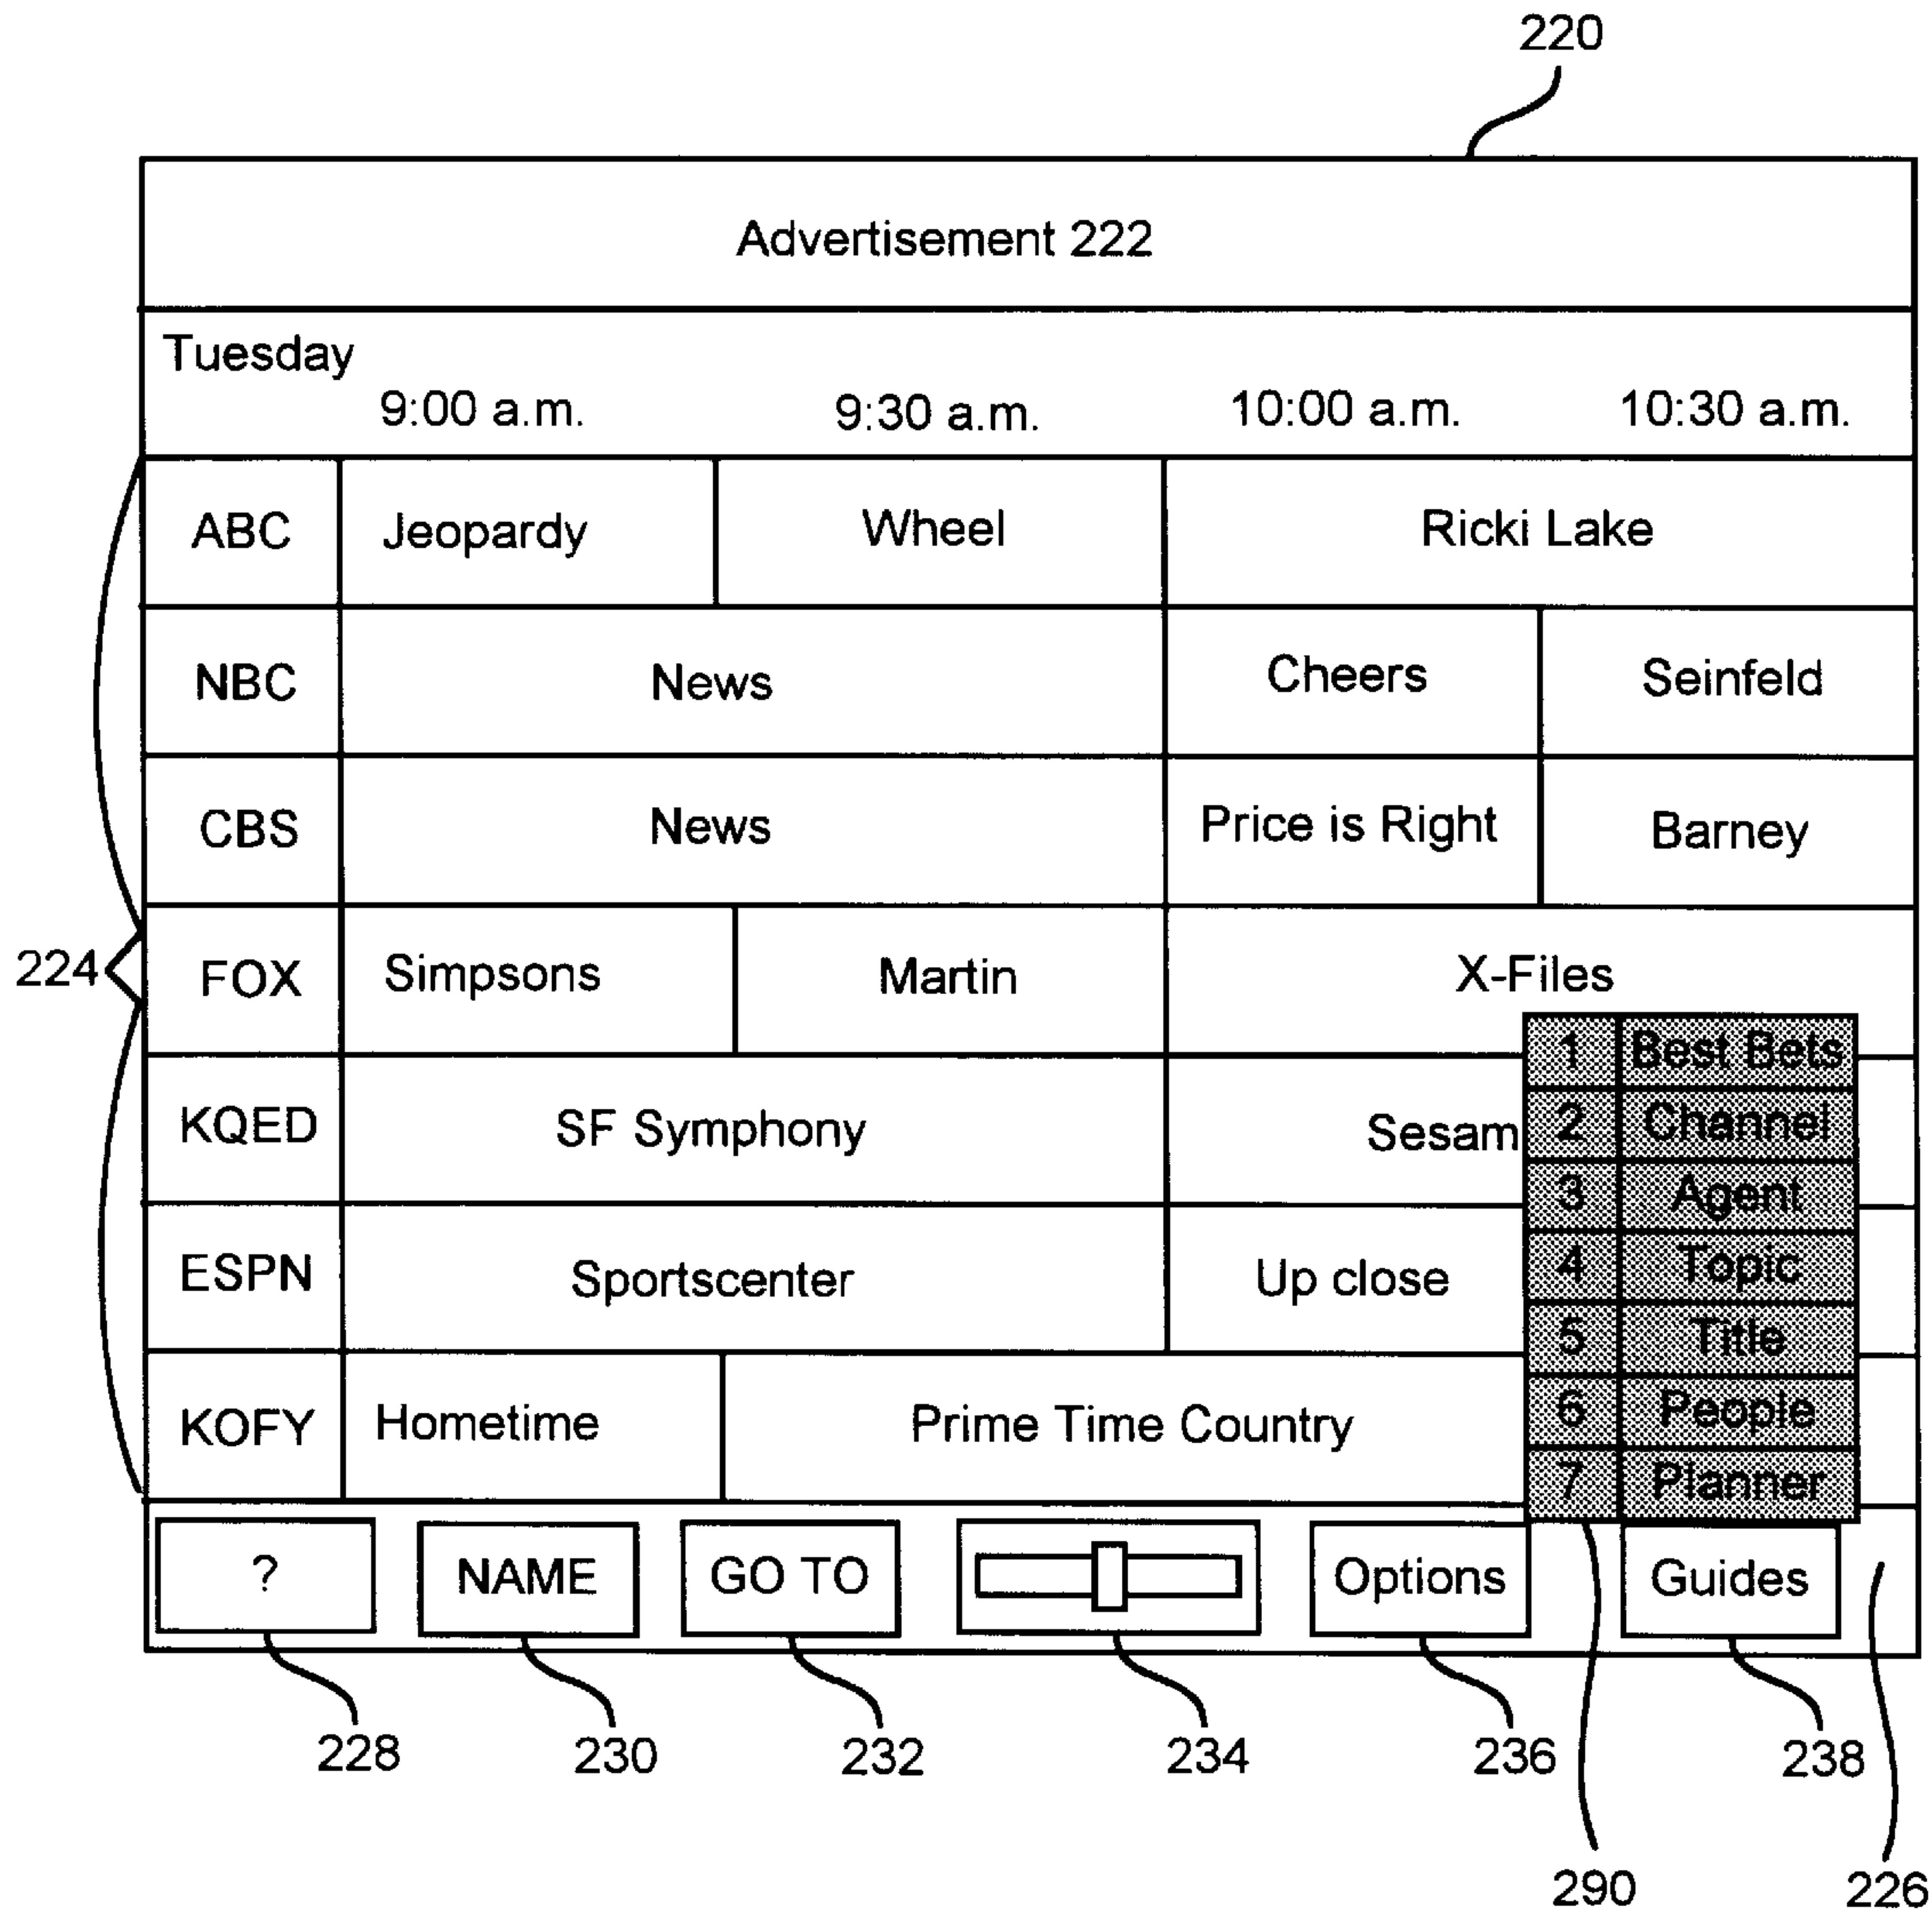 220
Advertisement 222
Tuesday
9:00 a.m. 9:30 a.m. 10:00 a.m. 10:30 a.m.
ABC Jeopardy Wheel Ricki Lake
NBC News Cheers Seinfeld
CBS News Price is Right Barney
224 FOX Simpsons Martin X-Files
1 Best Bets
KQED SF Symphony Sesam 2 Channel
3 Agent
ESPN Sportscenter Up close 4 Topic
5 Title
KOFY Hometime Prime Time Country 6 People
7 Planner
? NAME GO TO Options Guides
228 230 232 234 236 238
290 226